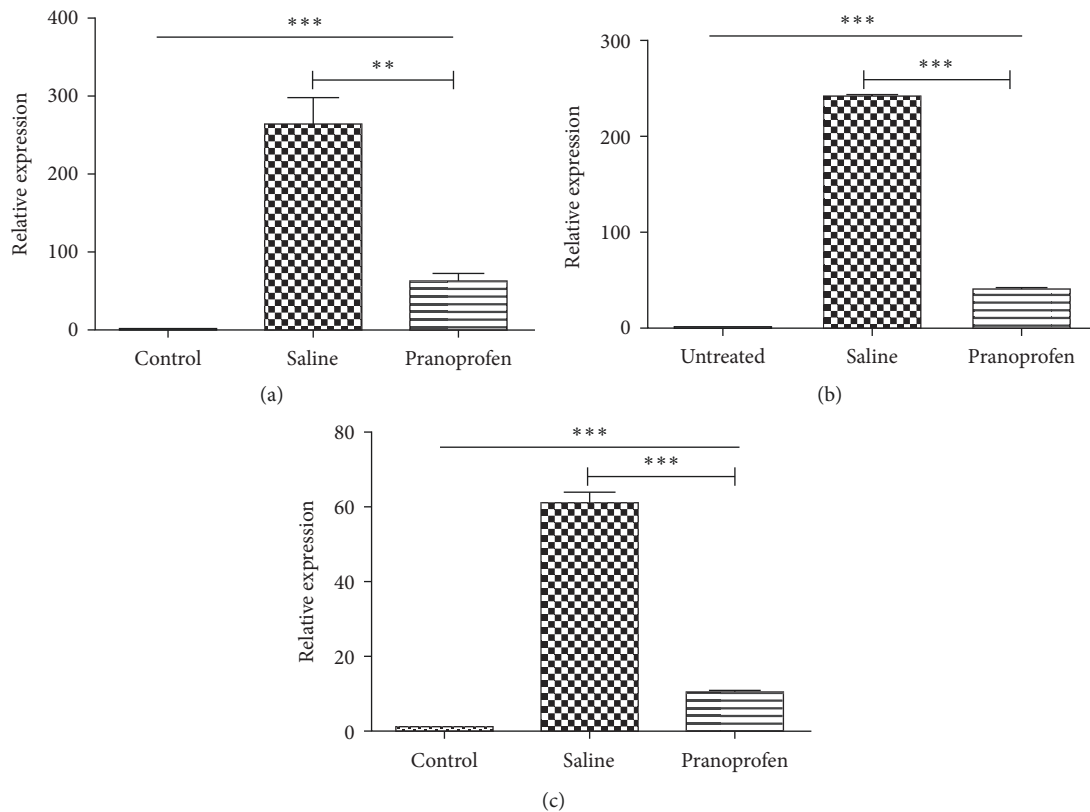 400
300
200
100
0
Relative expression
***
**
Control Saline Pranoprofen
(a)
300
200
100
0
Relative expression
***
***
Untreated Saline Pranoprofen
(b)
80
60
40
20
0
Relative expression
***
***
Control Saline Pranoprofen
(c)